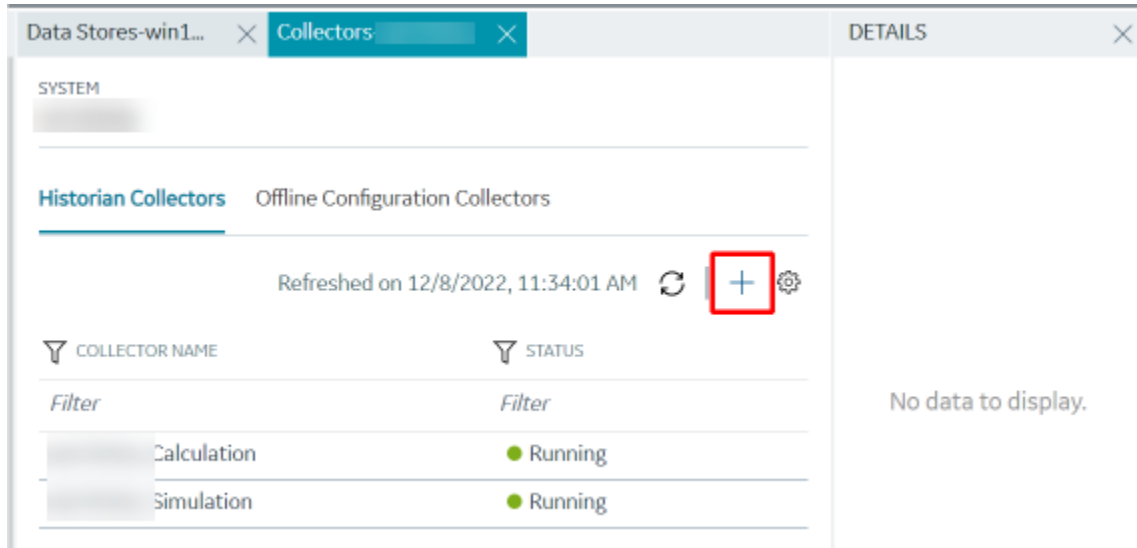 Data Stores-win1... Collectors DETAILS
SYSTEM
Historian Collectors Offline Configuration Collectors
Refreshed on 12/8/2022, 11:34:01 AM
COLLECTOR NAME STATUS
Filter Filter
No data to display.
Calculation Running
Simulation Running